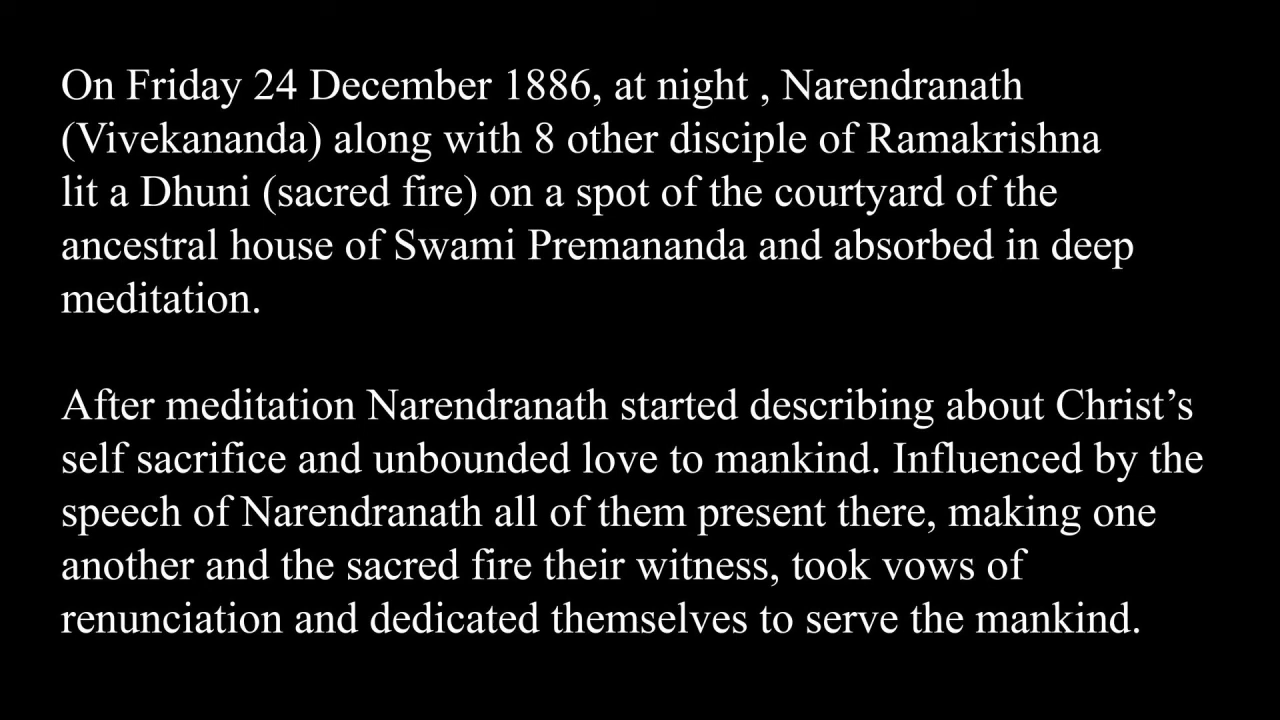 On Friday 24 December 1886, at night , Narendranath
(Vivekananda) along with 8 other disciple of Ramakrishna
lit a Dhuni (sacred fire) on a spot of the courtyard of the
ancestral house of Swami Premananda and absorbed in deep
meditation.
After meditation Narendranath started describing about Christ’s
self sacrifice and unbounded love to mankind. Influenced by the
speech of Narendranath all of them present there, making one
another and the sacred fire their witness, took vows of
renunciation and dedicated themselves to serve the mankind.